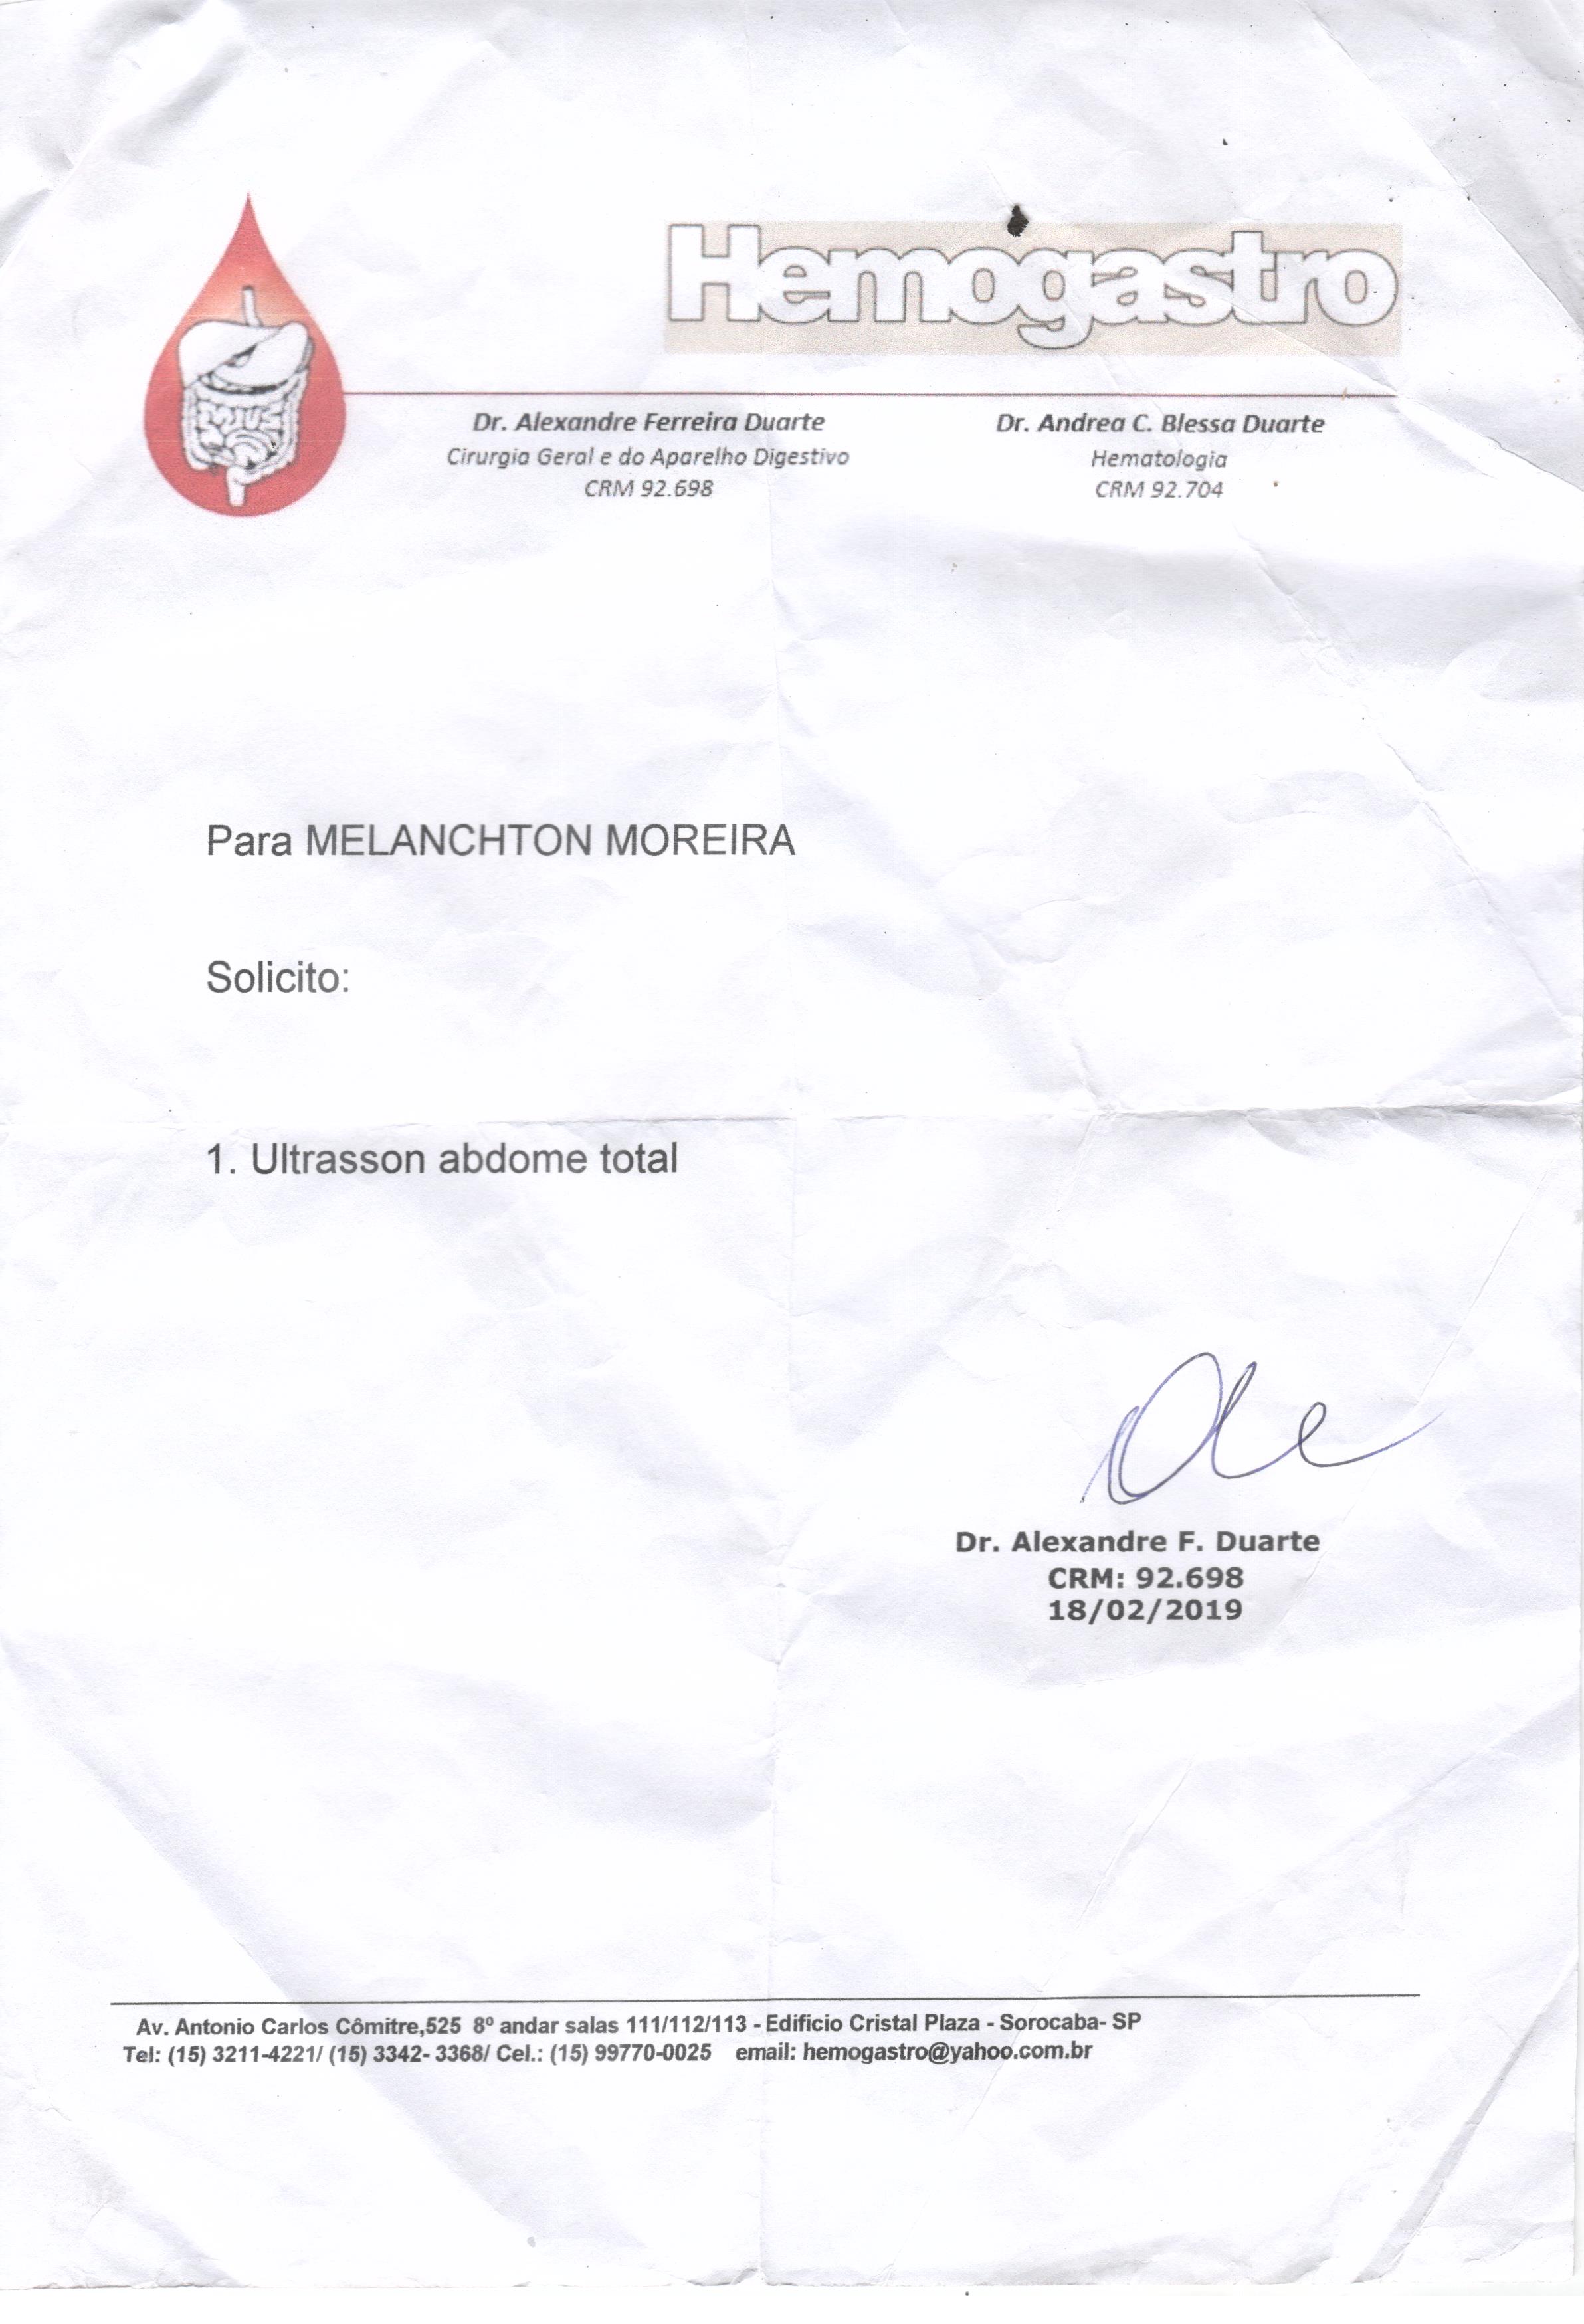 Hemogastro
Dr. Alexandre Ferreira Duarte
Cirurgia Geral e do Aparelho Digestivo
CRM 92.698
Dr. Andrea C. Blessa Duarte
Hematologia
CRM 92.704
Para MELANCHTON MOREIRA
Solicito:
1. Ultrasson abdome total
Dr. Alexandre F. Duarte
CRM: 92.698
18/02/2019
Av. Antonio Carlos Cômitre,525 8º andar salas 111/112/113 - Edificio Cristal Plaza - Sorocaba- SP
Tel: (15) 3211-4221/ (15) 3342- 3368/ Cel.: (15) 99770-0025 email: hemogastro@yahoo.com.br